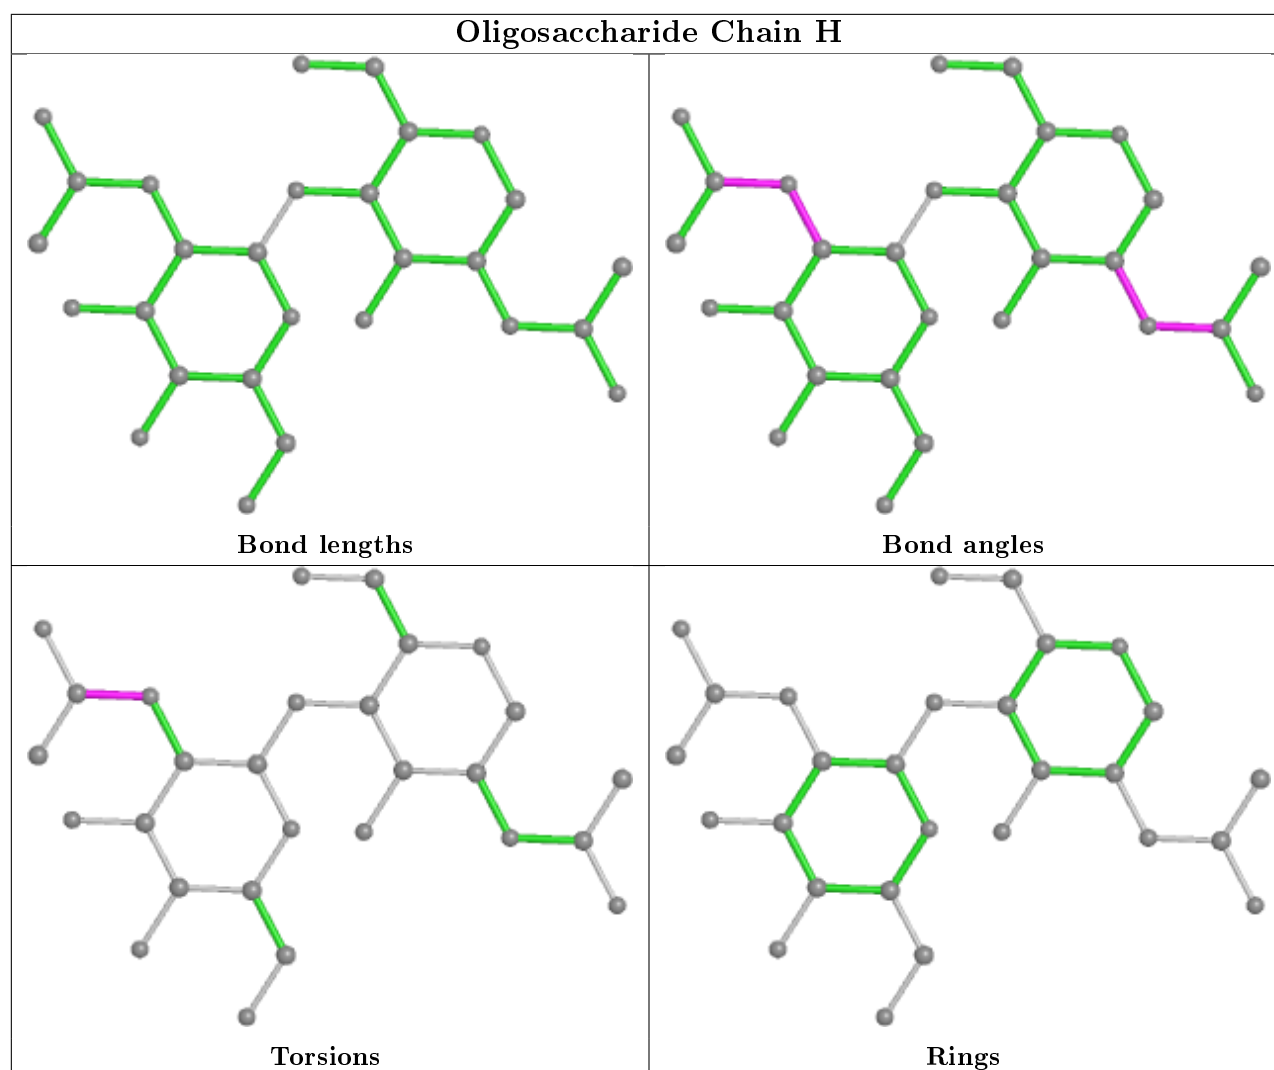 Oligosaccharide Chain H
Bond lengths
Bond angles
Torsions
Rings